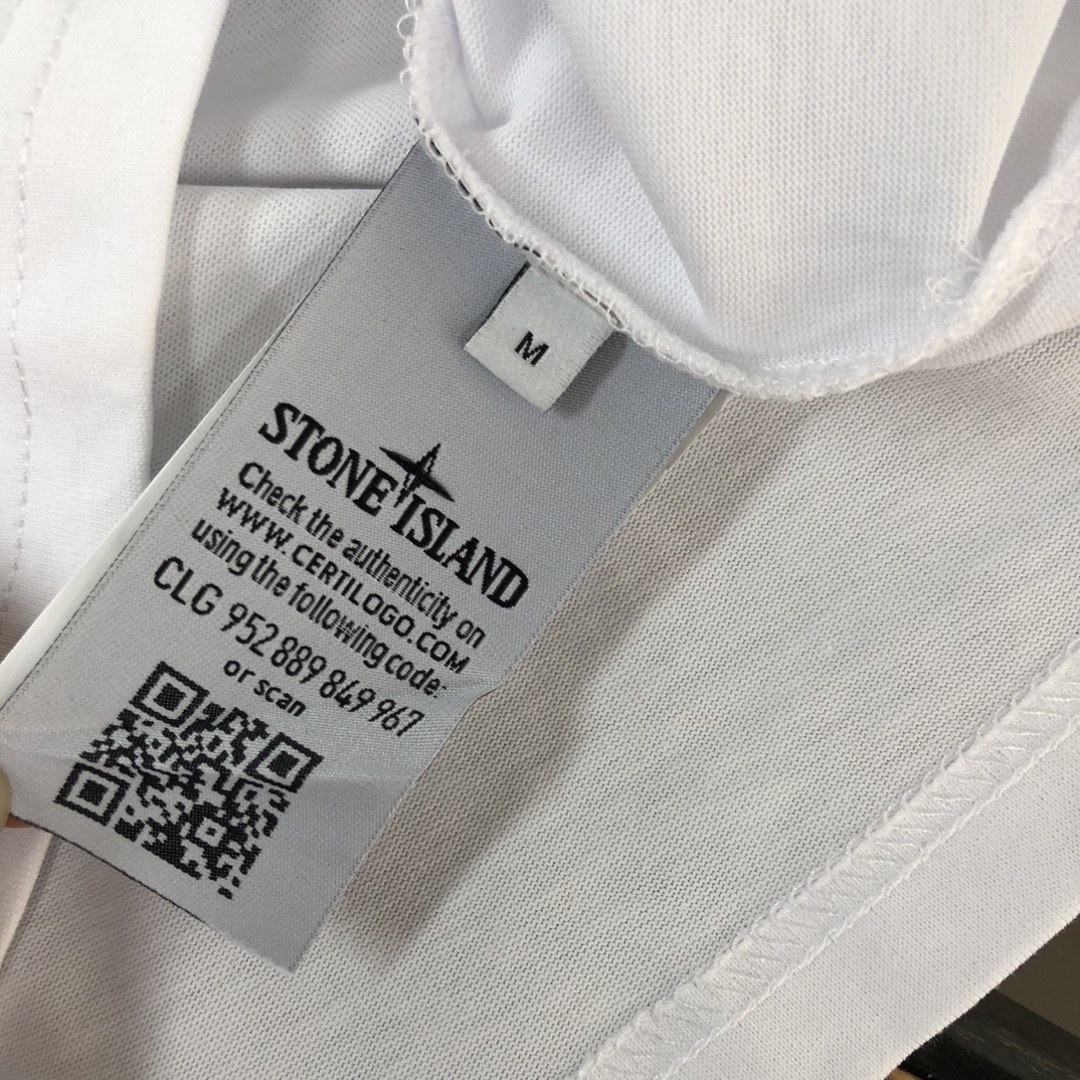 M
STONE ISLAND
Check the authenticity on
WWW.CERTILOGO.COM
using the following code:
CLG 952 889 849 967
or scan